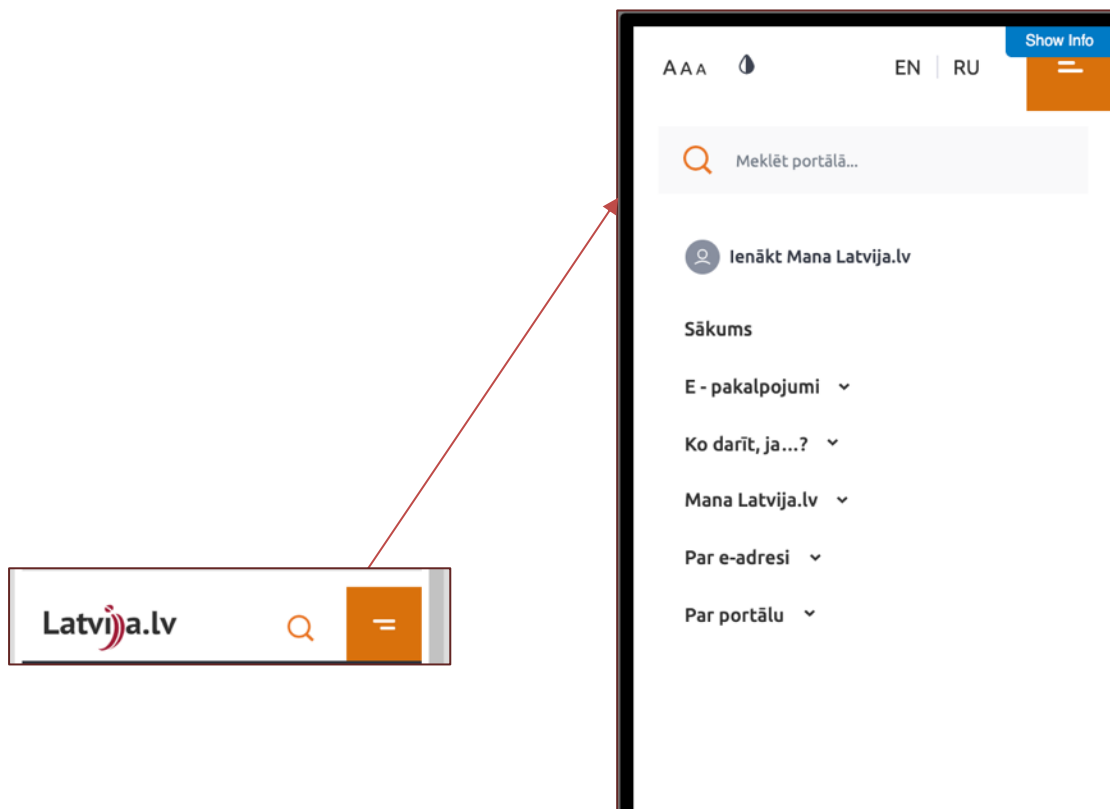 Show Info
A A A
EN RU
Meklēt portālā...
Ienākt Mana Latvija.lv
Sākums
E - pakalpojumi
Ko darīt, ja...?
Mana Latvija.lv
Par e-adresi
Par portālu
Latvija.lv